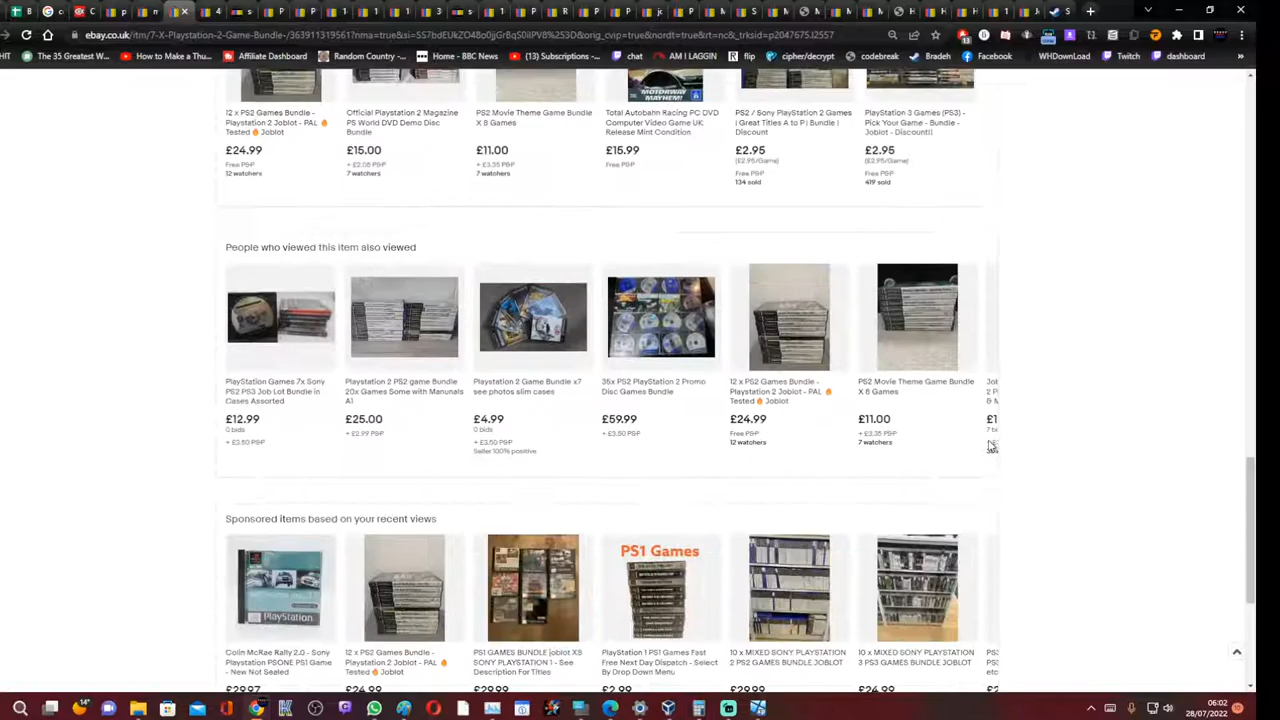 ebay.co.uk/itm/7-X-Playstation-2-Game-Bundle-/363911319561?nma=true&si=SS7bdEUkZO48o0jjGrBqS0iIPV8%253D&orig_cvip=true&nordt=true&rt=nc&_trksid=p2047675.l2557
The 35 Greatest W...
Affiliate Dashboard
Kingdom Country -...
Home - BBC News
(13) Subscriptions -...
chat
AM I LAGGIN
flip
cipher/decrypt
codebreak
Bradeh
Facebook
WHDownLoad
Twitch
dashboard
MOTORWAY
MAYHEM!
12 x PS2 Games Bundle -
Playstation 2 Joblot - PAL 🔥
Tested 🔥 Joblot
£24.99
Free P&P
12 watchers
Official Playstation 2 Magazine
PS World DVD Demo Disc
Bundle
£15.00
+ £2.05 P&P
7 watchers
PS2 Movie Theme Game Bundle
X 8 Games
£11.00
+ £3.35 P&P
7 watchers
Total Autobahn Racing PC DVD
Computer Video Game UK
Release Mint Condition
£15.99
Free P&P
PS2 / Sony PlayStation 2 Games
| Great Titles A to P | Bundle |
Discount
£2.95
(£2.95/Game)
Free P&P
134 sold
PlayStation 3 Games (PS3) -
Pick Your Game - Bundle -
Joblot - Discount!!
£2.95
(£2.95/Game)
Free P&P
419 sold
People who viewed this item also viewed
PlayStation Games 7x Sony
PS2 PS3 Job Lot Bundle in
Cases Assorted
£12.99
0 bids
+ £3.50 P&P
Playstation 2 PS2 game Bundle
20x Games Some with Manunals
A1
£25.00
+ £2.99 P&P
Playstation 2 Game Bundle x7
see photos slim cases
£4.99
0 bids
+ £3.50 P&P
Seller 100% positive
35x PS2 PlayStation 2 Promo
Disc Games Bundle
£59.99
+ £3.50 P&P
12 x PS2 Games Bundle -
Playstation 2 Joblot - PAL 🔥
Tested 🔥 Joblot
£24.99
Free P&P
12 watchers
PS2 Movie Theme Game Bundle
X 8 Games
£11.00
+ £3.35 P&P
7 watchers
Sponsored items based on your recent views
PlayStation
Colin McRae Rally 2.0 - Sony
Playstation PSONE PS1 Game
- New Not Sealed
£29.97
12 x PS2 Games Bundle -
Playstation 2 Joblot - PAL 🔥
Tested 🔥 Joblot
£24.99
PS1 GAMES BUNDLE joblot X8
SONY PLAYSTATION 1 - See
Description For Titles
£29.99
PS1 Games
PlayStation 1 PS1 Games Fast
Free Next Day Dispatch - Select
By Drop Down Menu
£2.99
10 x MIXED SONY PLAYSTATION
2 PS2 GAMES BUNDLE JOBLOT
£29.99
10 x MIXED SONY PLAYSTATION
3 PS3 GAMES BUNDLE JOBLOT
£24.99
14°
06:02
28/07/2022